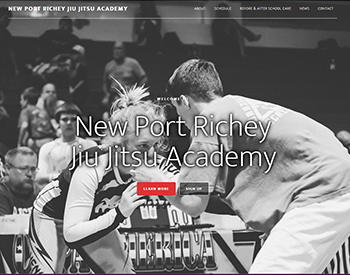 NEW PORT RICHEY JIU JITSU ACADEMY
ABOUT SCHEDULE BEFORE & AFTER SCHOOL CARE NEWS CONTACT
WELCOME
New Port Richey
Jiu Jitsu Academy
LEARN MORE SIGN UP